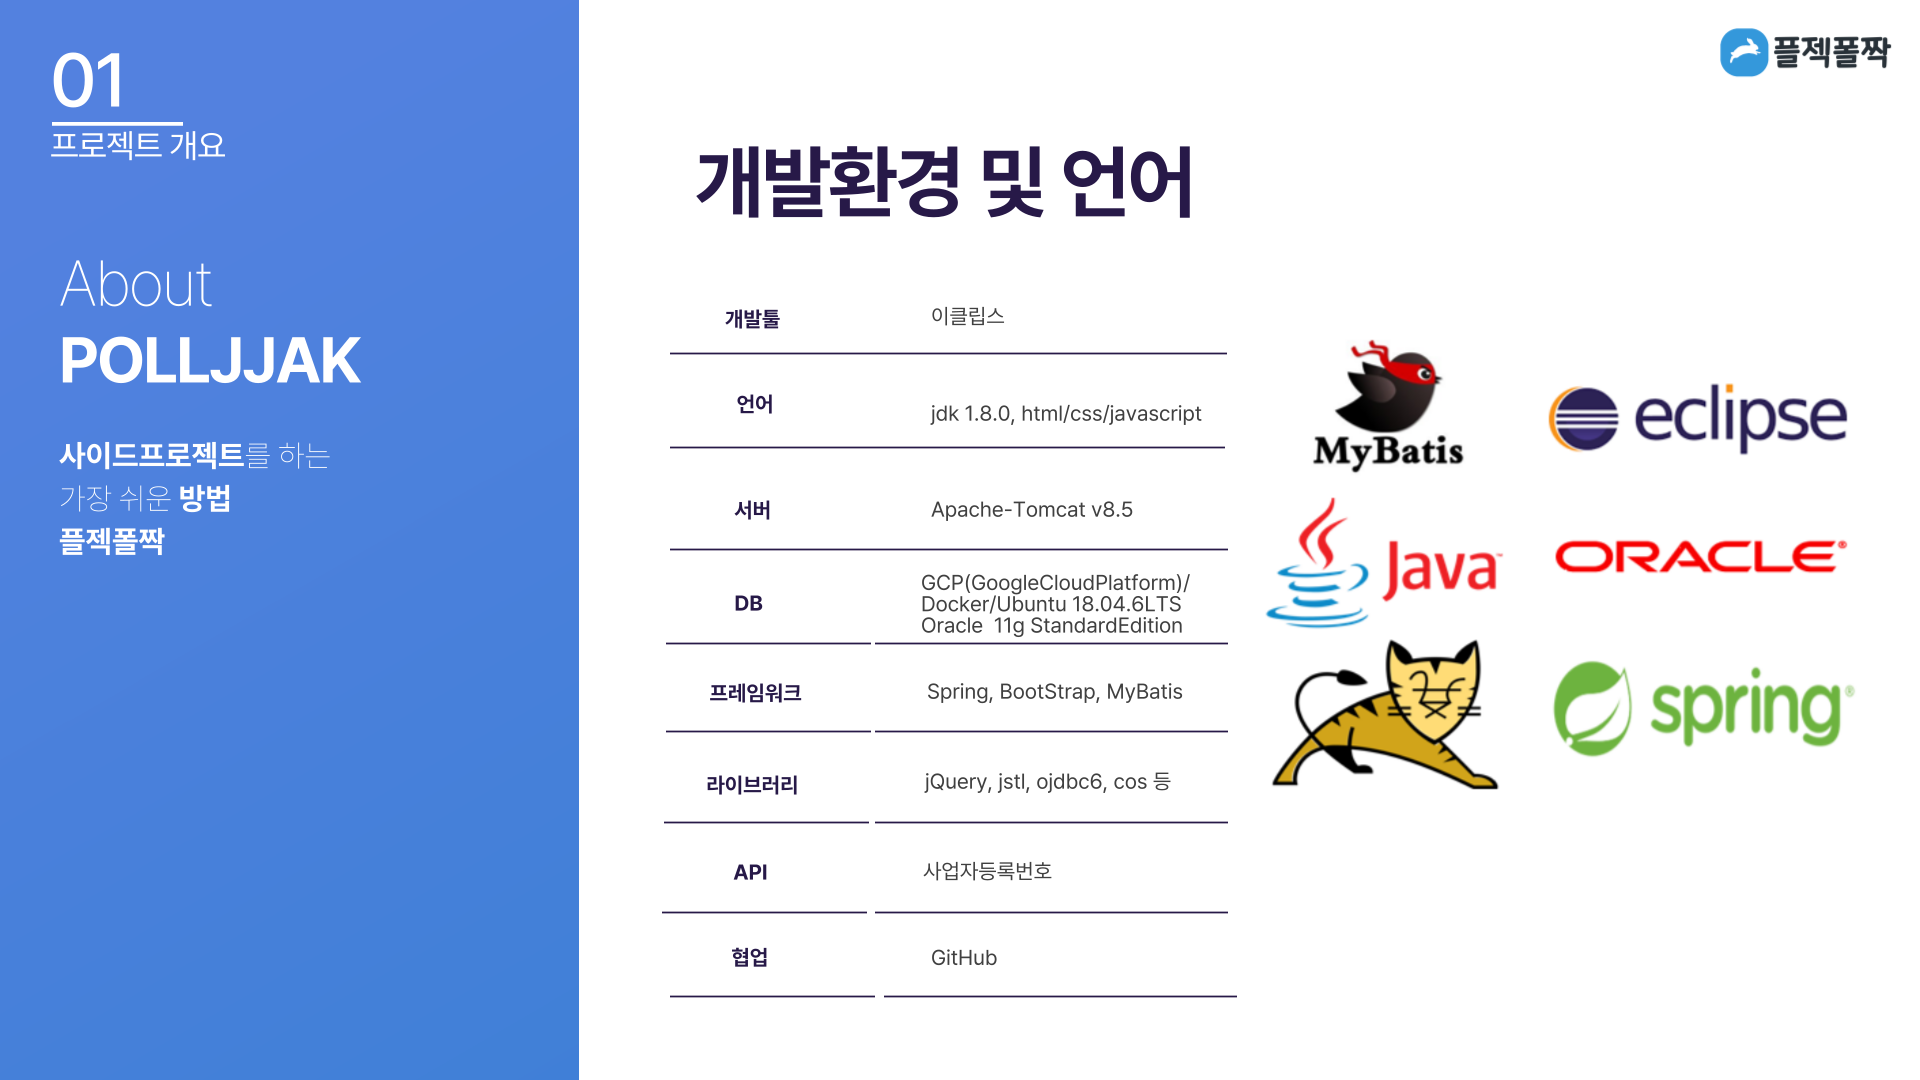 01
프로젝트 개요
About
POLLJJAK
사이드프로젝트를 하는
가장 쉬운 방법
플젝폴짝
플젝폴짝
개발환경 및 언어
개발툴 이클립스
언어 jdk 1.8.0, html/css/javascript
서버 Apache-Tomcat v8.5
DB GCP(GoogleCloudPlatform)/
Docker/Ubuntu 18.04.6LTS
Oracle 11g StandardEdition
프레임워크 Spring, BootStrap, MyBatis
라이브러리 jQuery, jstl, ojdbc6, cos 등
API 사업자등록번호
협업 GitHub
MyBatis
eclipse
Java™
ORACLE®
spring®